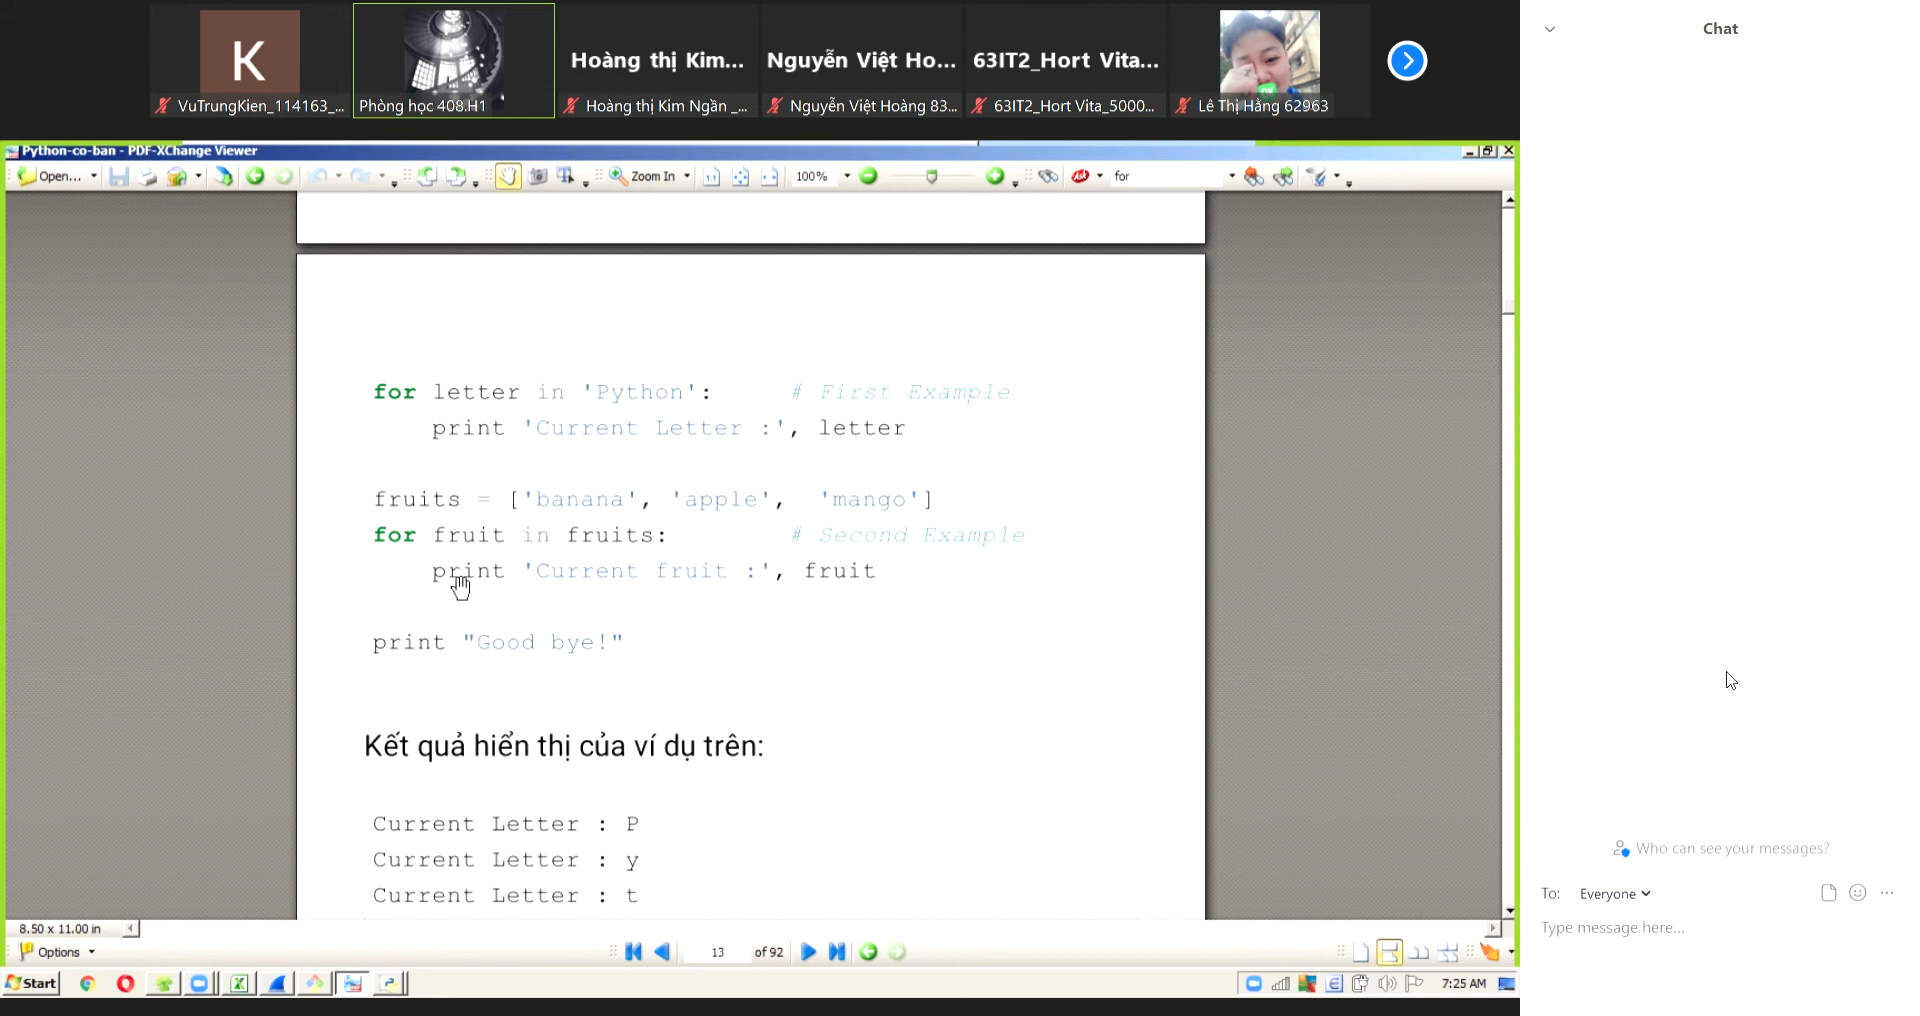 K
Hoàng thị Kim...
Nguyễn Việt Ho...
63IT2_Hort Vita...
VuTrungKien_114163_...
Phòng học 408.H1
Hoàng thị Kim Ngân _...
Nguyễn Việt Hoàng 83...
63IT2_Hort Vita_5000...
Lê Thị Hằng 62963
Chat
Python-co-ban - PDF-XChange Viewer
Open...
Zoom In
100%
for
for letter in 'Python': # First Example
print 'Current Letter :', letter
fruits = ['banana', 'apple', 'mango']
for fruit in fruits: # Second Example
print 'Current fruit :', fruit
print "Good bye!"
Kết quả hiển thị của ví dụ trên:
Current Letter : P
Current Letter : y
Current Letter : t
8.50 x 11.00 in
Options
13
of 92
Start
7:25 AM
Who can see your messages?
To: Everyone
Type message here...